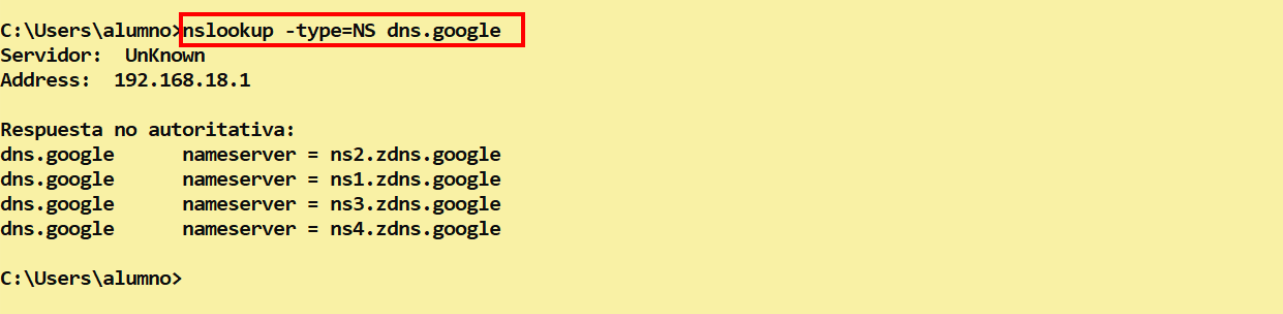 C:\Users\alumno>nslookup -type=NS dns.google
Servidor:  UnKnown
Address:  192.168.18.1

Respuesta no autoritativa:
dns.google      nameserver = ns2.zdns.google
dns.google      nameserver = ns1.zdns.google
dns.google      nameserver = ns3.zdns.google
dns.google      nameserver = ns4.zdns.google

C:\Users\alumno>